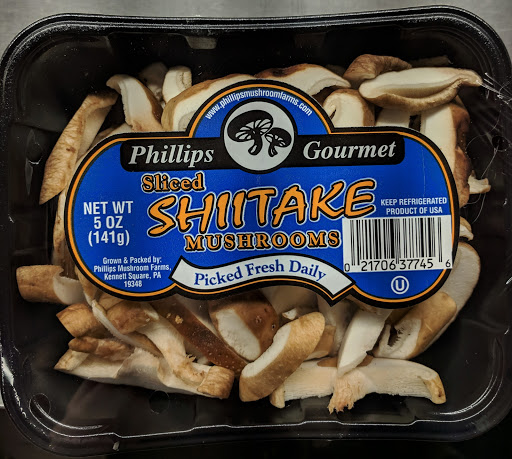 www.phillipsmushroomfarms.com
Phillips Gourmet
Sliced
SHIITAKE
MUSHROOMS
Picked Fresh Daily
NET WT
5 OZ
(141g)
Grown & Packed by:
Phillips Mushroom Farms,
Kennett Square, PA
19348
KEEP REFRIGERATED
PRODUCT OF USA
0 21706 37745 6
U